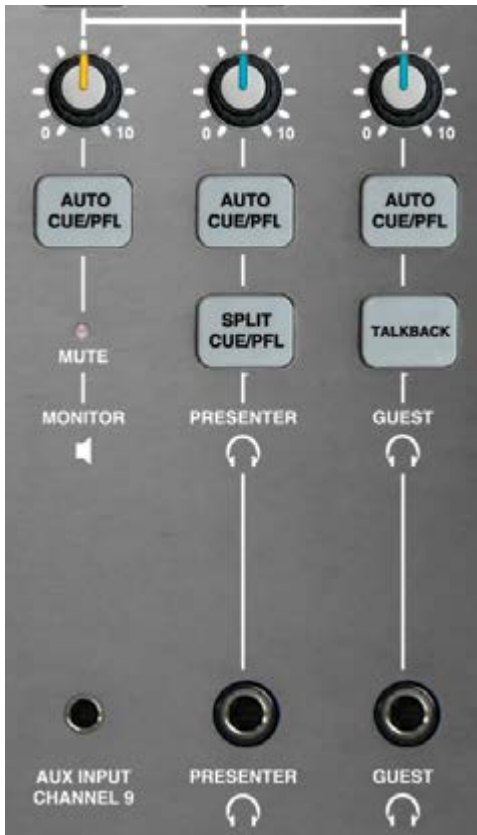 0 10
0 10
0 10
AUTO
CUE/PFL
AUTO
CUE/PFL
AUTO
CUE/PFL
SPLIT
CUE/PFL
TALKBACK
MUTE
MONITOR
PRESENTER
GUEST
AUX INPUT
CHANNEL 9
PRESENTER
GUEST